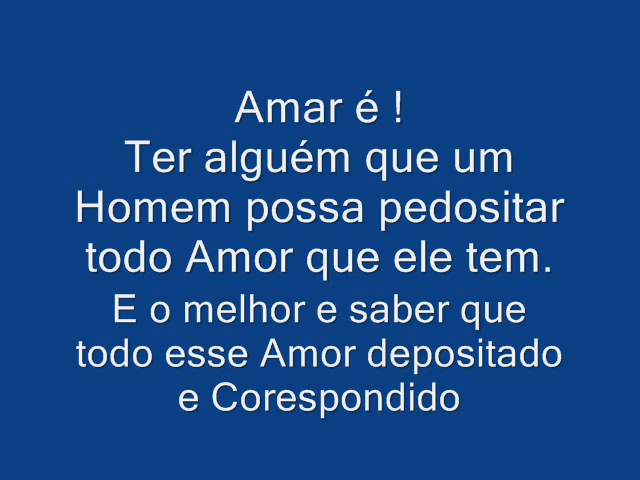 Amar é !
Ter alguém que um
Homem possa pedositar
todo Amor que ele tem.
E o melhor e saber que
todo esse Amor depositado
e Corespondido